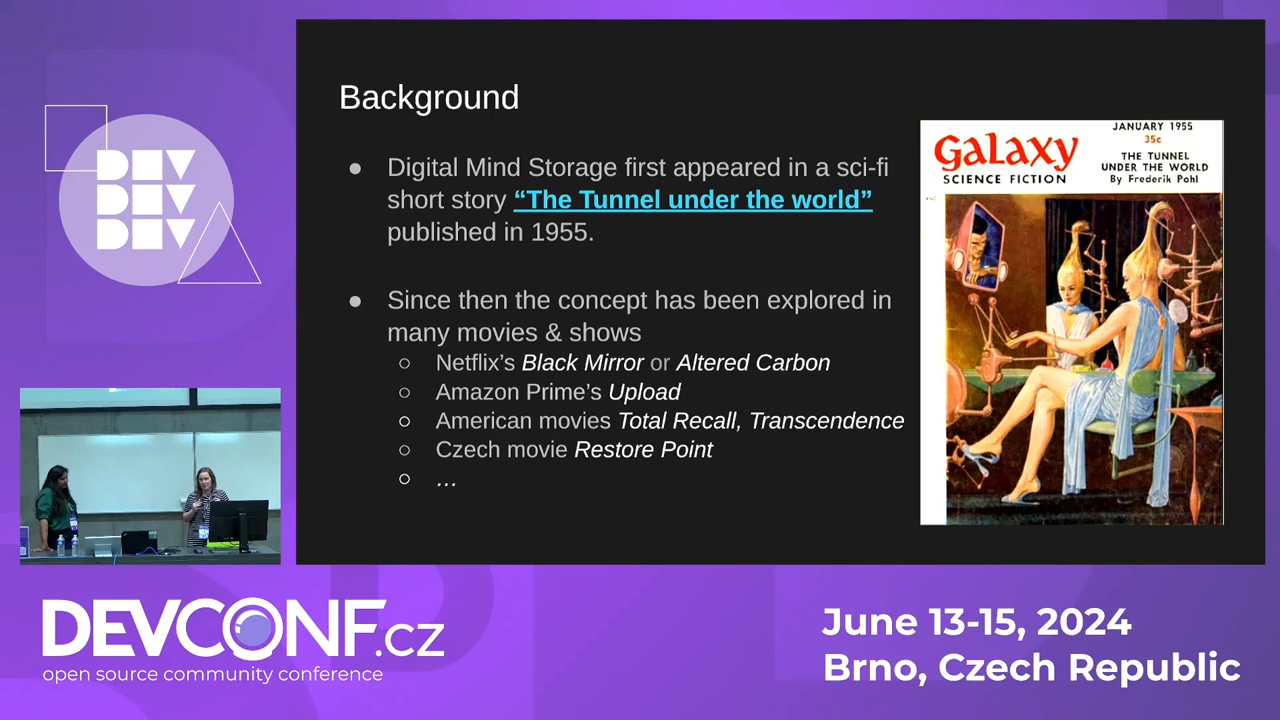 Background
● Digital Mind Storage first appeared in a sci-fi
short story “The Tunnel under the world”
published in 1955.
● Since then the concept has been explored in
many movies & shows
○ Netflix’s Black Mirror or Altered Carbon
○ Amazon Prime’s Upload
○ American movies Total Recall, Transcendence
○ Czech movie Restore Point
○ …
JANUARY 1955
35c
Galaxy
SCIENCE FICTION
THE TUNNEL
UNDER THE WORLD
By Frederik Pohl
DEV
DEV
DEV
DEVCONF.cz
open source community conference
June 13-15, 2024
Brno, Czech Republic